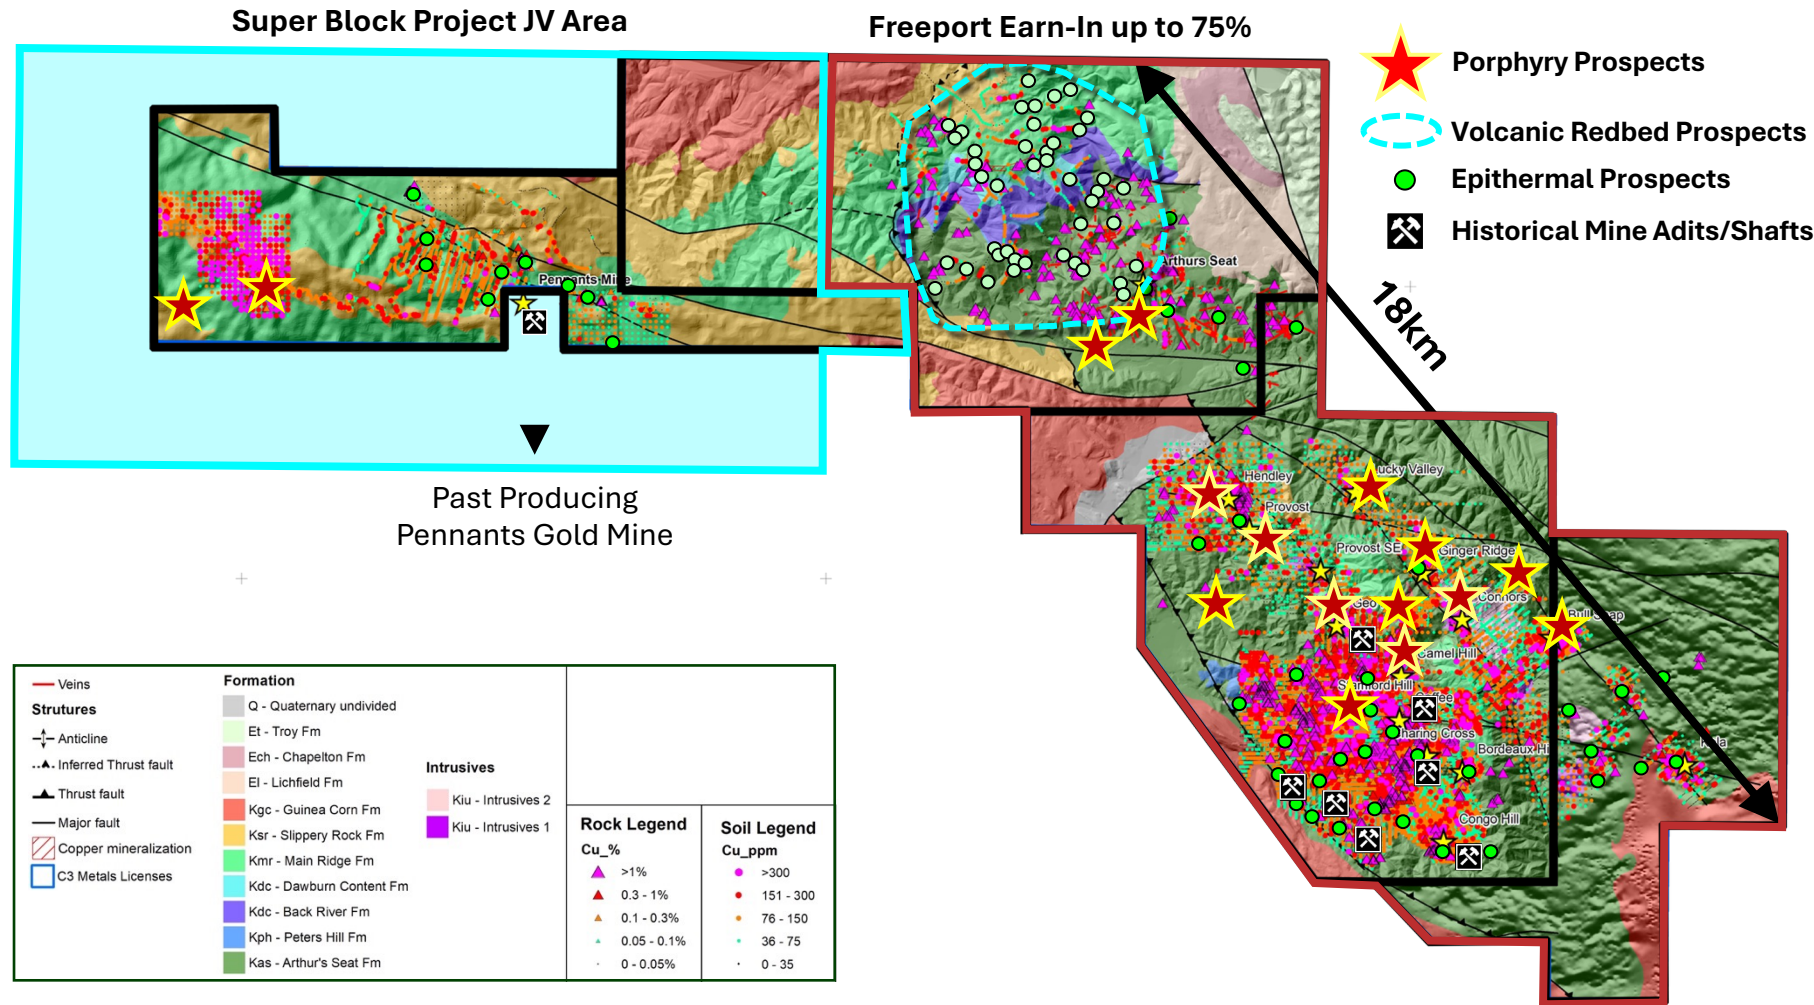 Super Block Project JV Area
Freeport Earn-In up to 75%
Porphyry Prospects
Volcanic Redbed Prospects
Epithermal Prospects
Historical Mine Adits/Shafts
Pennants Mine
Arthurs Seat
18km
Past Producing
Pennants Gold Mine
Hendley
ucky Valley
Provost
Provost SE
Ginger Ridge
Geo
Connors
Camel Hill
Stamford Hill
Charing Cross
Bordeaux Hi
Congo Hill
Veins
Strutures
Anticline
Inferred Thrust fault
Thrust fault
Major fault
Copper mineralization
C3 Metals Licenses
Formation
Q - Quaternary undivided
Et - Troy Fm
Ech - Chapelton Fm
El - Lichfield Fm
Kgc - Guinea Corn Fm
Ksr - Slippery Rock Fm
Kmr - Main Ridge Fm
Kdc - Dawburn Content Fm
Kdc - Back River Fm
Kph - Peters Hill Fm
Kas - Arthur's Seat Fm
Intrusives
Kiu - Intrusives 2
Kiu - Intrusives 1
Rock Legend
Cu_%
>1%
0.3 - 1%
0.1 - 0.3%
0.05 - 0.1%
0 - 0.05%
Soil Legend
Cu_ppm
>300
151 - 300
76 - 150
36 - 75
0 - 35